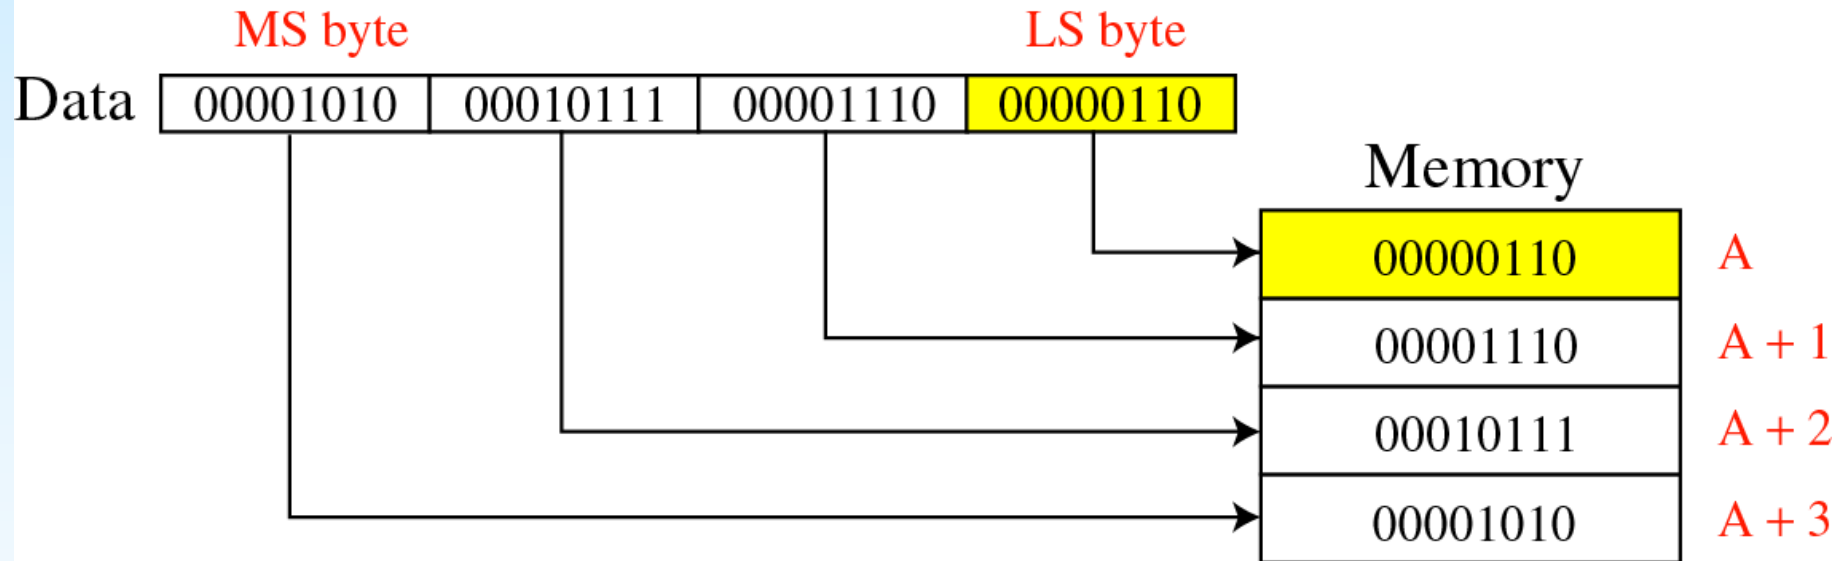 MS byte LS byte
Data 00001010 00010111 00001110 00000110
Memory
00000110 A
00001110 A + 1
00010111 A + 2
00001010 A + 3